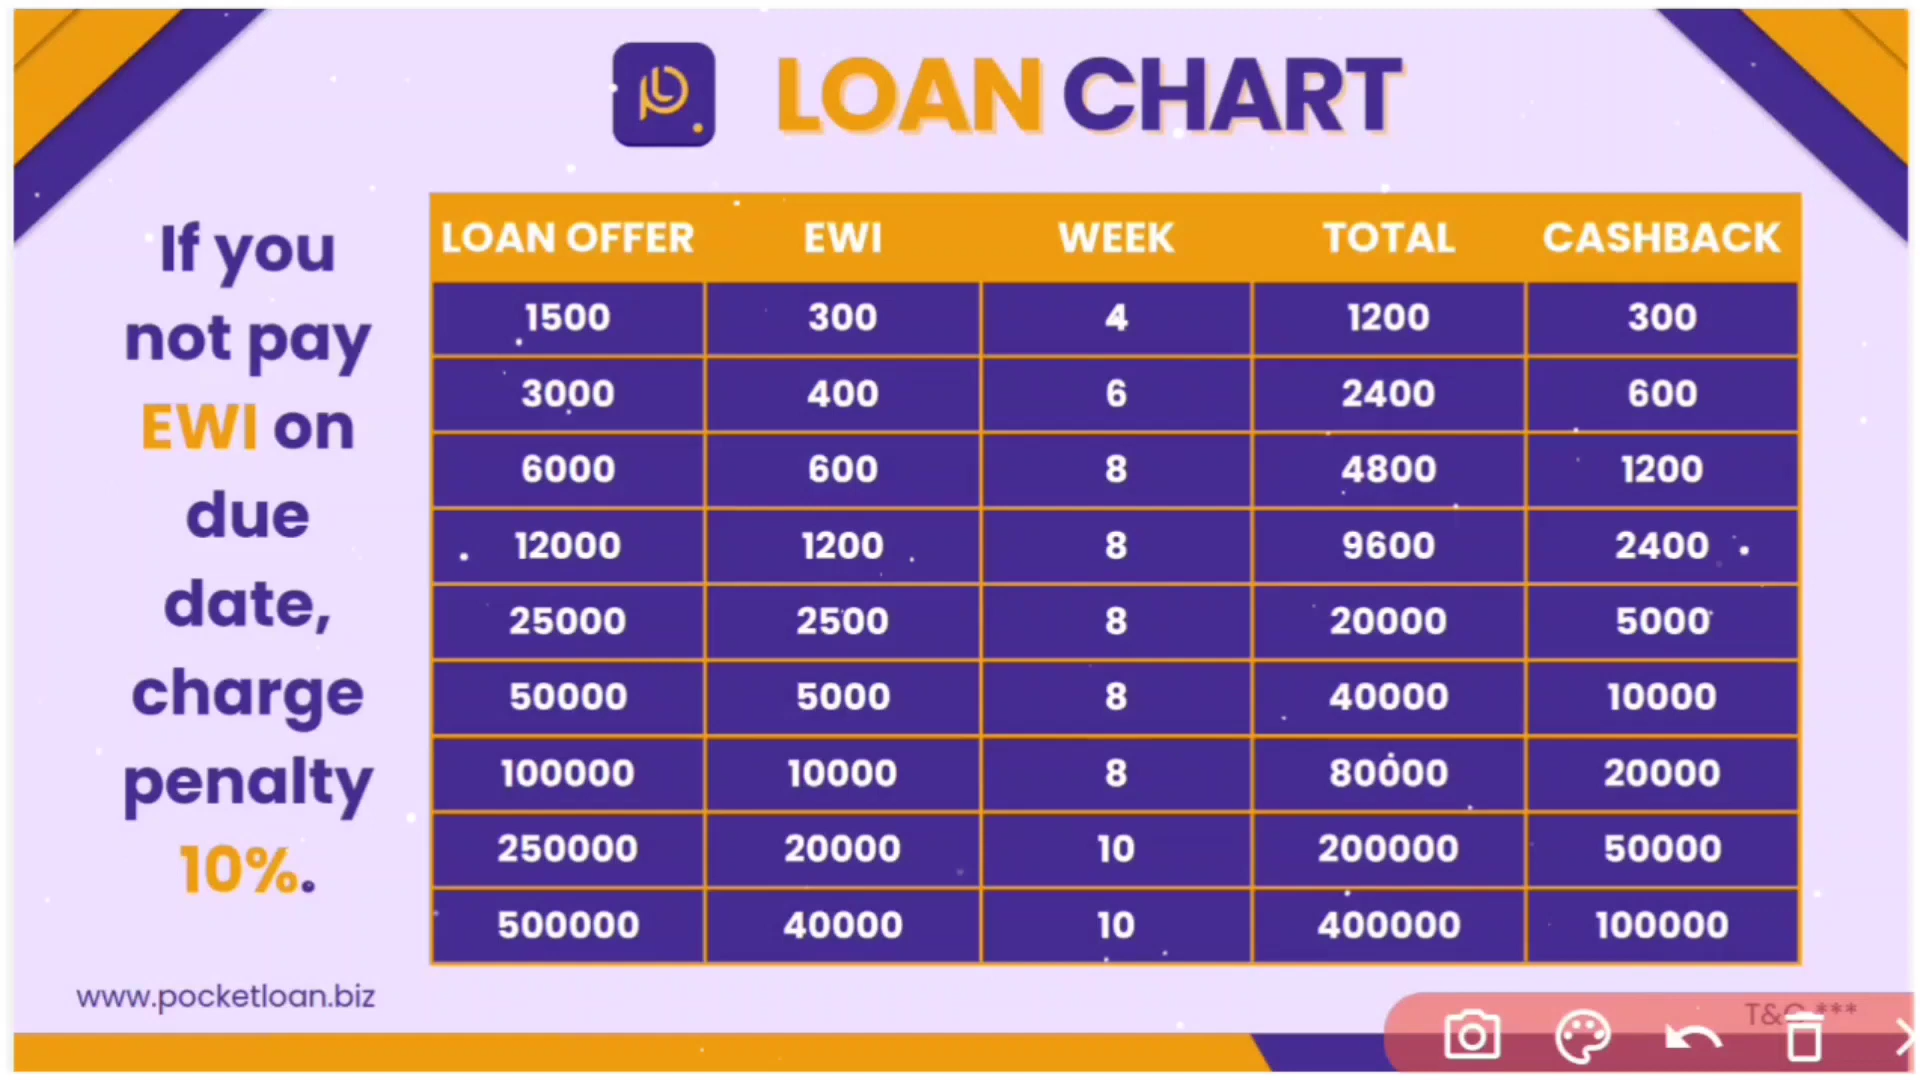 LOAN CHART
If you
not pay
EWI on
due
date,
charge
penalty
10%.
LOAN OFFER EWI WEEK TOTAL CASHBACK
1500 300 4 1200 300
3000 400 6 2400 600
6000 600 8 4800 1200
12000 1200 8 9600 2400
25000 2500 8 20000 5000
50000 5000 8 40000 10000
100000 10000 8 80000 20000
250000 20000 10 200000 50000
500000 40000 10 400000 100000
www.pocketloan.biz
T&C ***